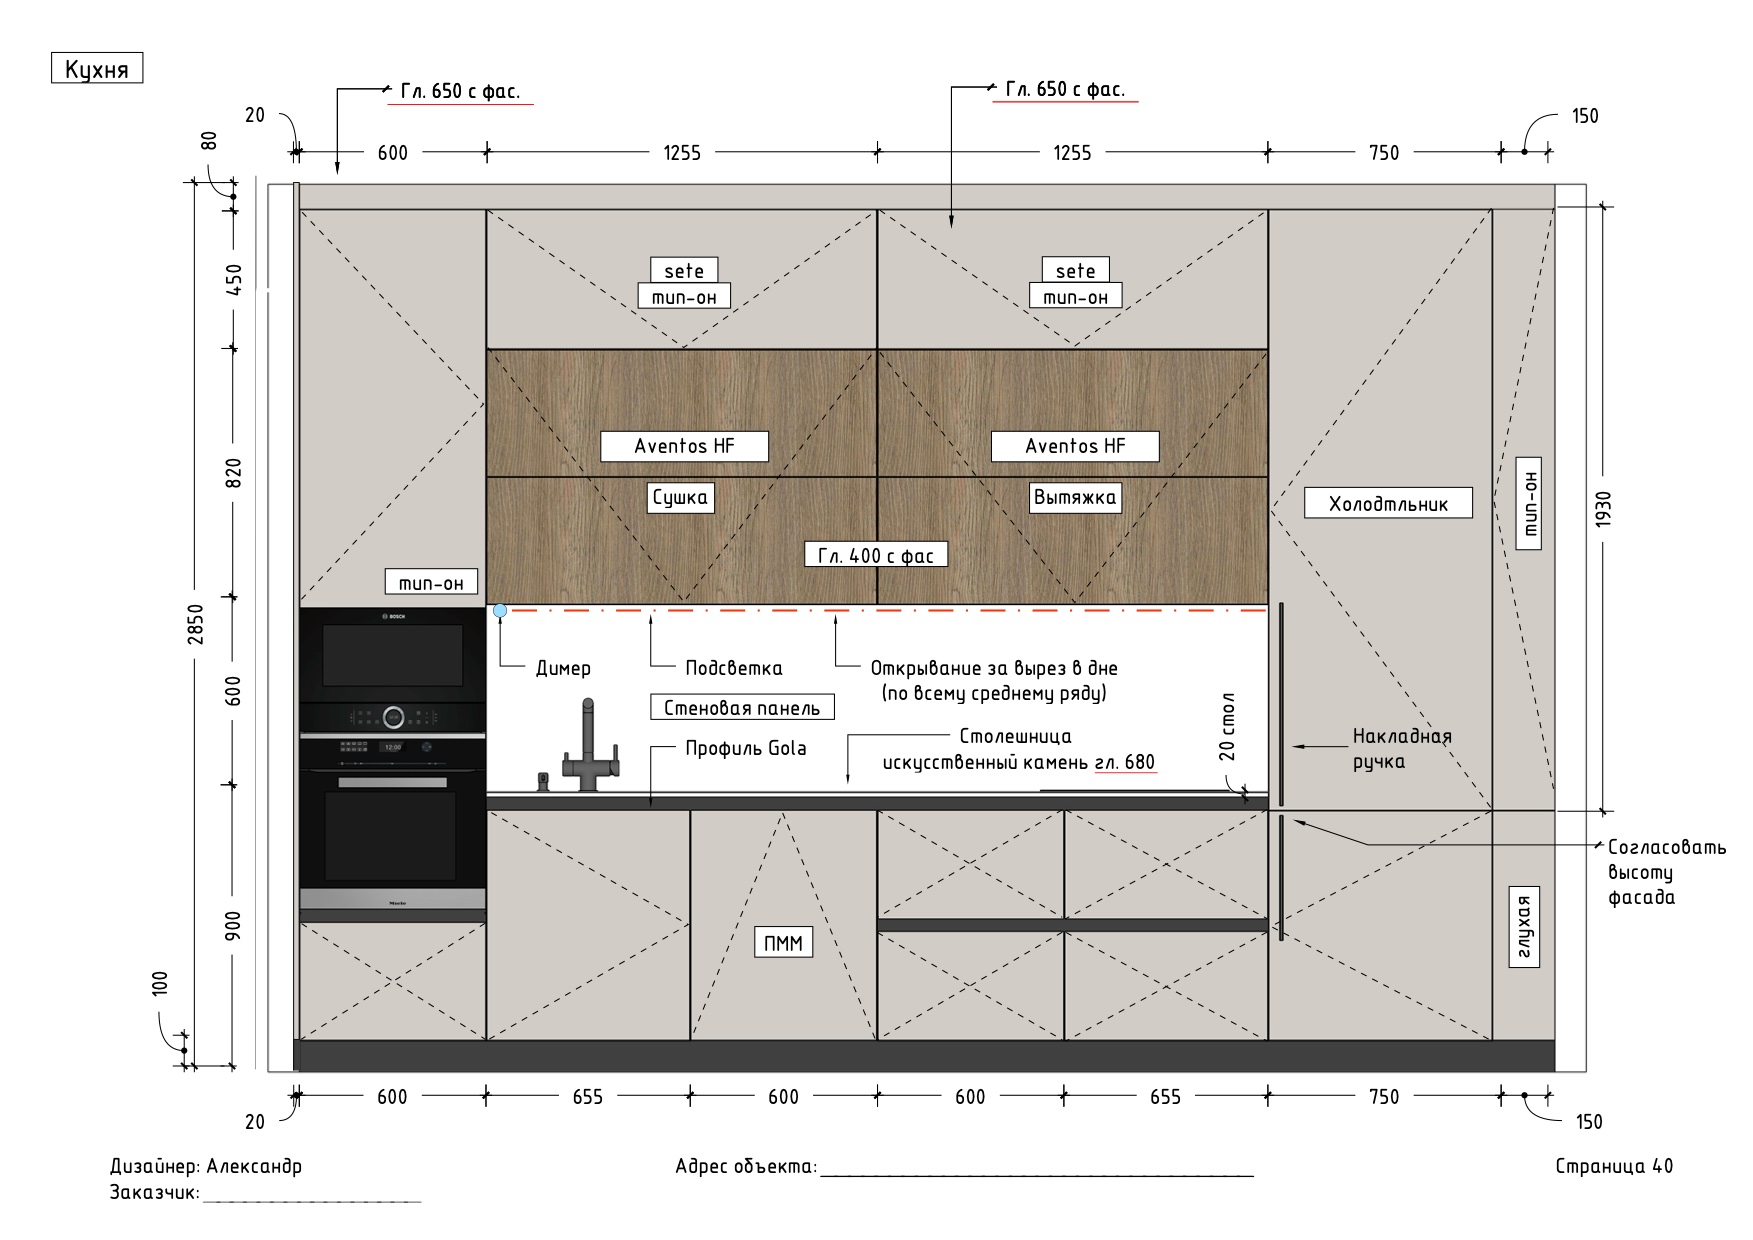 Кухня
Гл. 650 с фас.
Гл. 650 с фас.
20
80
600
1255
1255
750
150
450
820
600
900
2850
100
1930
sete
тип-он
sete
тип-он
Aventos HF
Aventos HF
Сушка
Вытяжка
Гл. 400 с фас
Холодтльник
тип-он
тип-он
BOSCH
Димер
Подсветка
Открывание за вырез в дне
(по всему среднему ряду)
Стеновая панель
Профиль Gola
Столешница
искусственный камень гл. 680
20 стол
Накладная
ручка
12:00
Согласовать
высоту
фасада
Miele
ПММ
глухая
20
600
655
600
600
655
750
150
Дизайнер: Александр
Заказчик:
Адрес объекта:
Страница 40